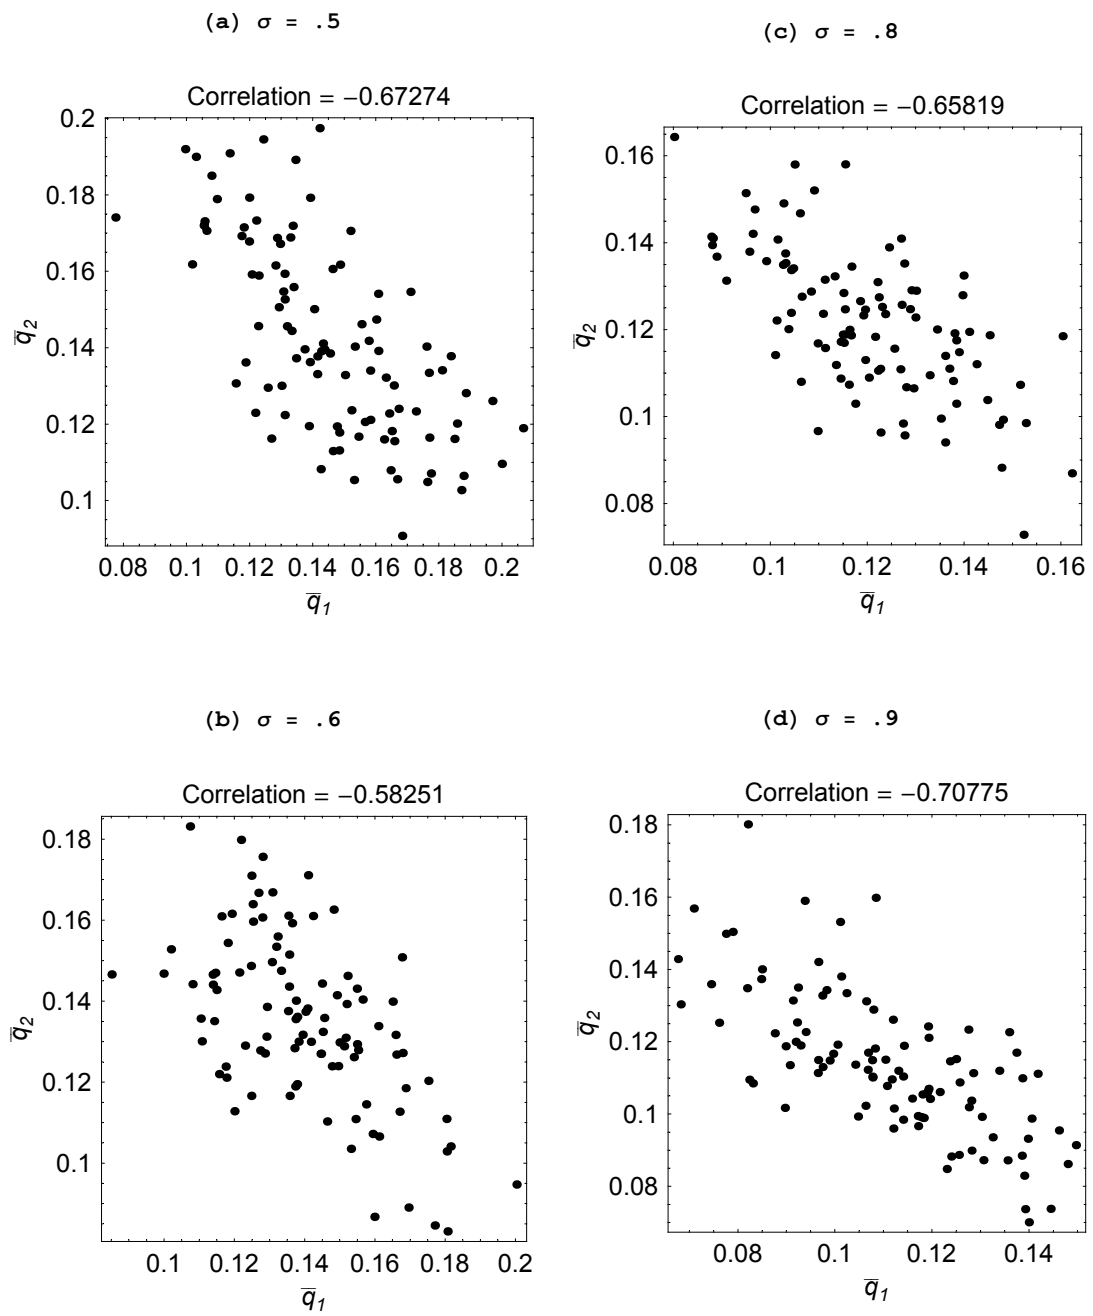 (a) σ = .5
Correlation = −0.67274
0.2
0.18
0.16
0.14
0.12
0.1
q̅2
0.08 0.1 0.12 0.14 0.16 0.18 0.2
q̅1
(c) σ = .8
Correlation = −0.65819
0.16
0.14
0.12
0.1
0.08
q̅2
0.08 0.1 0.12 0.14 0.16
q̅1
(b) σ = .6
Correlation = −0.58251
0.18
0.16
0.14
0.12
0.1
q̅2
0.1 0.12 0.14 0.16 0.18 0.2
q̅1
(d) σ = .9
Correlation = −0.70775
0.18
0.16
0.14
0.12
0.1
0.08
q̅2
0.08 0.1 0.12 0.14
q̅1